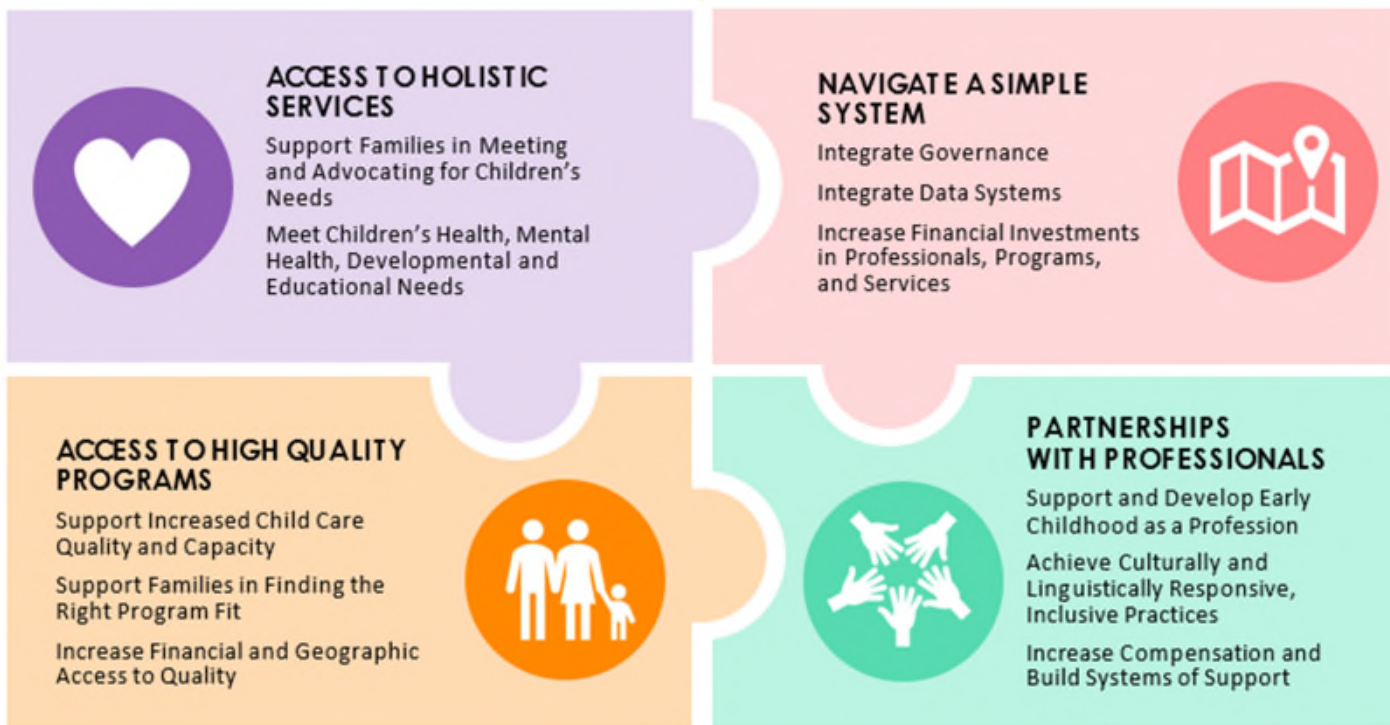 ACCESS TO HOLISTIC
SERVICES
Support Families in Meeting
and Advocating for Children’s
Needs
Meet Children’s Health, Mental
Health, Developmental and
Educational Needs
NAVIGATE A SIMPLE
SYSTEM
Integrate Governance
Integrate Data Systems
Increase Financial Investments
in Professionals, Programs,
and Services
ACCESS TO HIGH QUALITY
PROGRAMS
Support Increased Child Care
Quality and Capacity
Support Families in Finding the
Right Program Fit
Increase Financial and Geographic
Access to Quality
PARTNERSHIPS
WITH PROFESSIONALS
Support and Develop Early
Childhood as a Profession
Achieve Culturally and
Linguistically Responsive,
Inclusive Practices
Increase Compensation and
Build Systems of Support